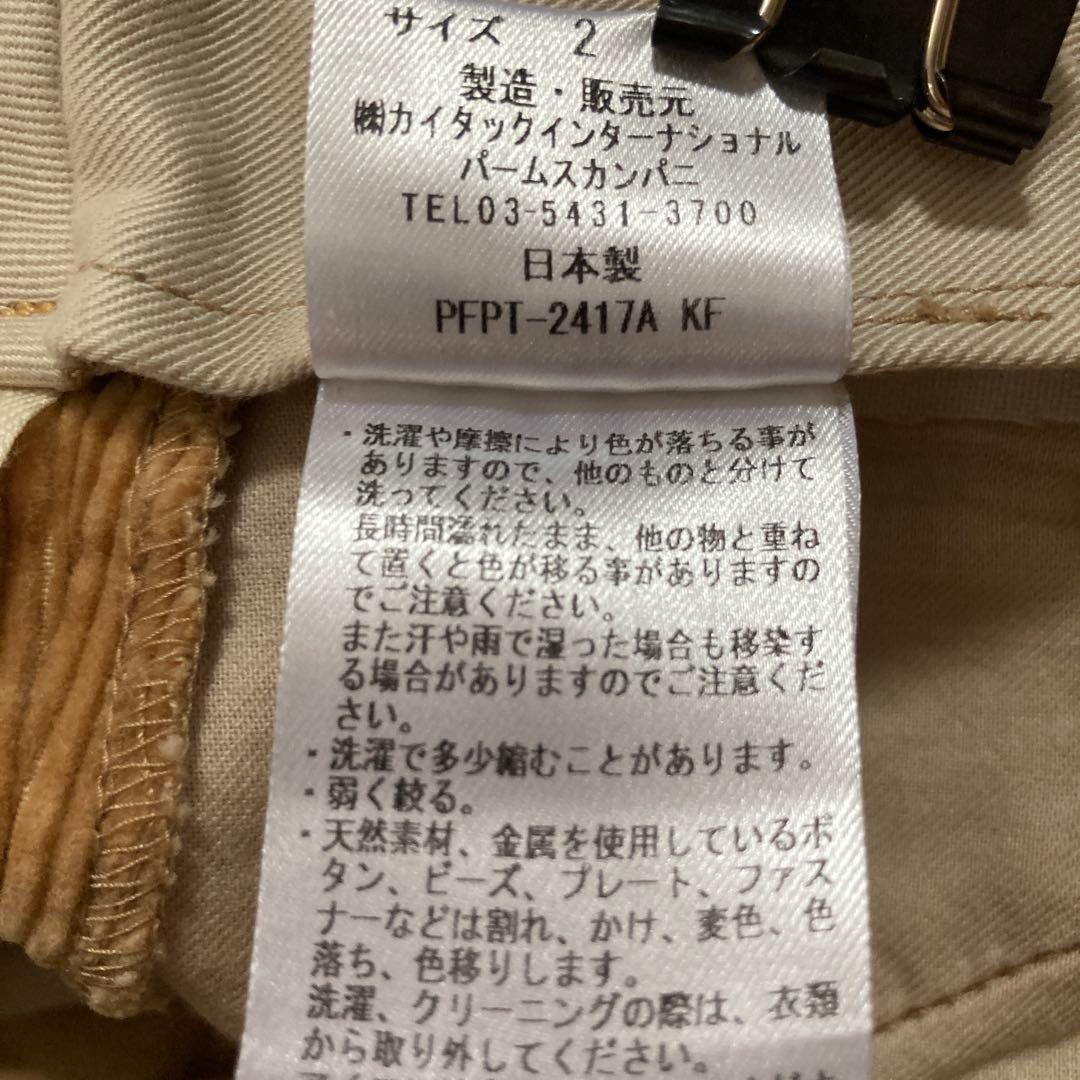 サイズ 2
製造・販売元
㈱カイタックインターナショナル
パームスカンパニ
TEL03-5431-3700
日本製
PFPT-2417A KF
・洗濯や摩擦により色が落ちる事が
ありますので、他のものと分けて
洗ってください。
長時間濡れたまま、他の物と重ね
て置くと色が移る事がありますの
でご注意ください。
また汗や雨で湿った場合も移染す
る場合がありますのでご注意くだ
さい。
・洗濯で多少縮むことがあります。
・弱く絞る。
・天然素材、金属を使用しているボ
タン、ビーズ、プレート、ファス
ナーなどは割れ、かけ、変色、色
落ち、色移りします。
洗濯、クリーニングの際は、衣類
から取り外してください。